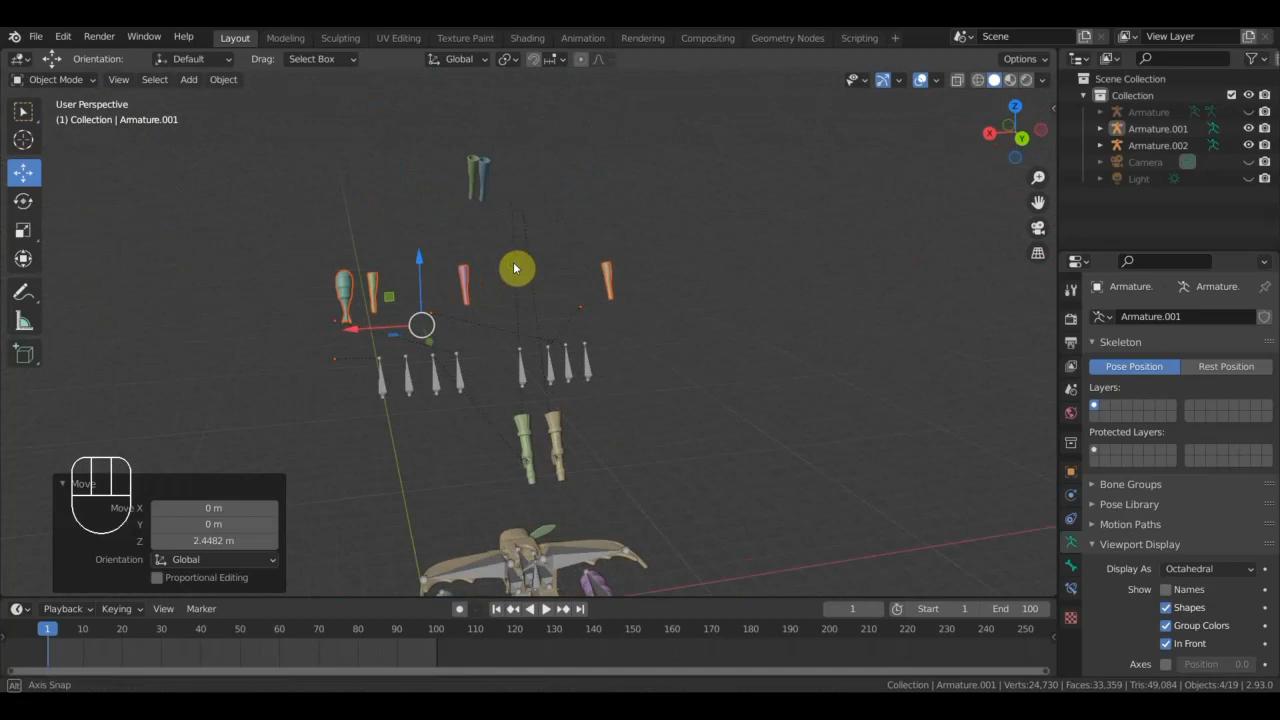 File Edit Render Window Help Layout Modeling Sculpting UV Editing Texture Paint Shading Animation Rendering Compositing Geometry Nodes Scripting + Scene View Layer
Orientation: Default Drag: Select Box Global Options
Object Mode View Select Add Object
User Perspective
(1) Collection | Armature.001
Z
X
Y
Scene Collection
Collection
Armature
Armature.001
Armature.002
Camera
Light
Armature. Armature.
Armature.001
Skeleton
Pose Position Rest Position
Layers:
Protected Layers:
Bone Groups
Pose Library
Motion Paths
Viewport Display
Display As Octahedral
Show Names
Shapes
Group Colors
In Front
Axes Position 0.0
Move
Move X 0 m
Y 0 m
Z 2.4482 m
Orientation Global
Proportional Editing
Playback Keying View Marker 1 Start 1 End 100
1 10 20 30 40 50 60 70 80 90 100 110 120 130 140 150 160 170 180 190 200 210 220 230 240 250
Alt Axis Snap Collection | Armature.001 | Verts:24,730 | Faces:33,359 | Tris:49,084 | Objects:4/19 | 2.93.0